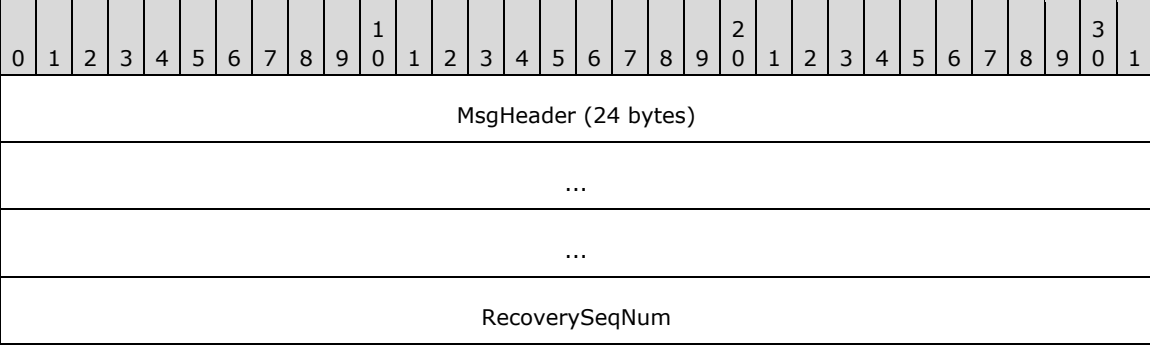 1 2 3
0 1 2 3 4 5 6 7 8 9 0 1 2 3 4 5 6 7 8 9 0 1 2 3 4 5 6 7 8 9 0 1
MsgHeader (24 bytes)
...
...
RecoverySeqNum